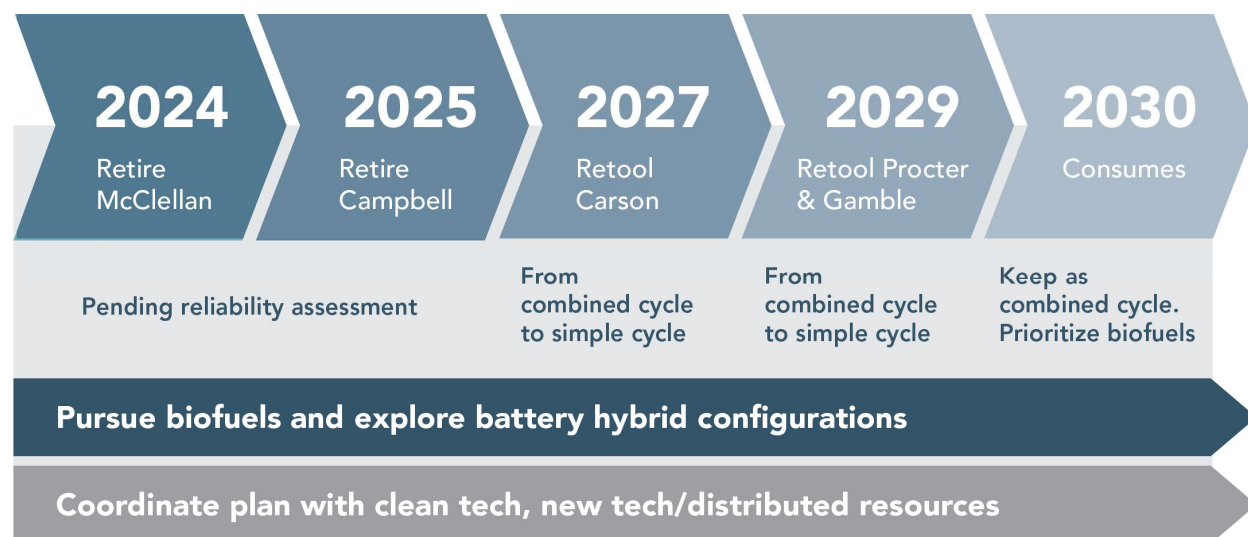 2024
Retire
McClellan
2025
Retire
Campbell
2027
Retool
Carson
2029
Retool Procter
& Gamble
2030
Consumes
Pending reliability assessment
From
combined cycle
to simple cycle
From
combined cycle
to simple cycle
Keep as
combined cycle.
Prioritize biofuels
Pursue biofuels and explore battery hybrid configurations
Coordinate plan with clean tech, new tech/distributed resources